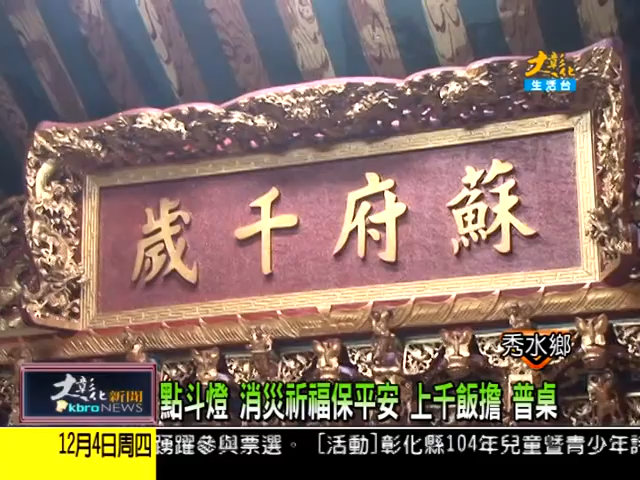 大彰化
生活台
蘇府千歲
秀水鄉
大彰化新聞
kbro NEWS
點斗燈 消災祈福保平安 上千飯擔 普桌
12月4日周四
踴躍參與票選。 [活動]彰化縣104年兒童暨青少年